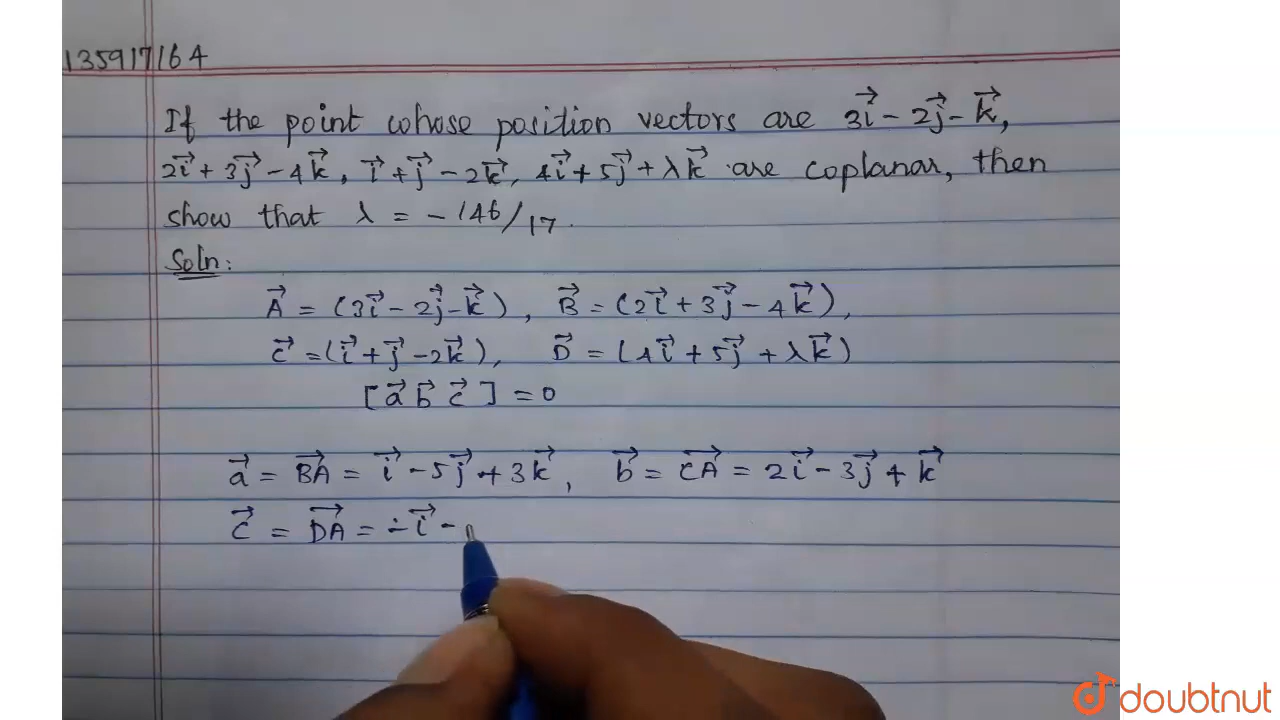 135917164
If the point whose position vectors are 3i⃗ - 2j⃗ - k⃗,
2i⃗ + 3j⃗ - 4k⃗, i⃗ + j⃗ - 2k⃗, 4i⃗ + 5j⃗ + λk⃗ are coplanar, then
show that λ = -146/17.
Soln:
A⃗ = (3i⃗ - 2j⃗ - k⃗), B⃗ = (2i⃗ + 3j⃗ - 4k⃗),
C⃗ = (i⃗ + j⃗ - 2k⃗), D⃗ = (4i⃗ + 5j⃗ + λk⃗)
[a⃗ b⃗ c⃗] = 0
a⃗ = BA⃗ = i⃗ - 5j⃗ + 3k⃗, b⃗ = CA⃗ = 2i⃗ - 3j⃗ + k⃗
c⃗ = DA⃗ = -i⃗ -
doubtnut